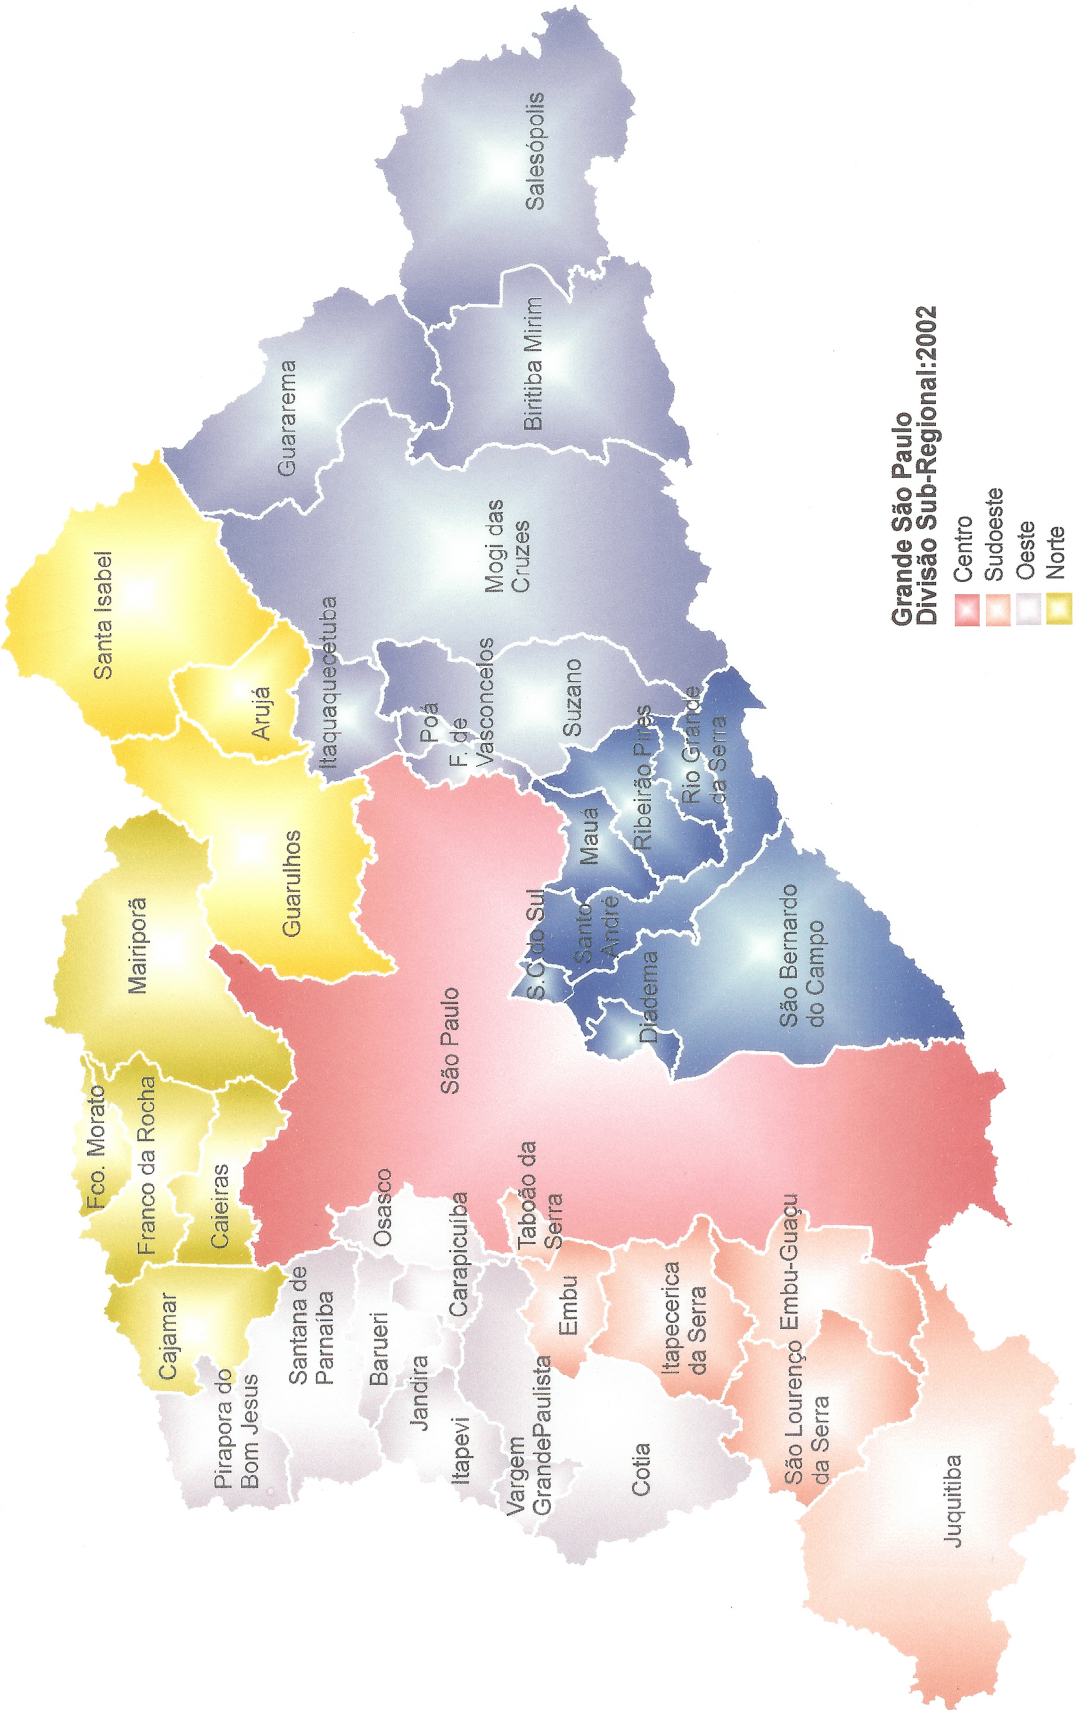 Fco. Morato
Franco da Rocha
Mairiporã
Santa Isabel
Cajamar
Caieiras
Pirapora do
Bom Jesus
Guarulhos
Arujá
Guararema
Santana de
Parnaíba
Osasco
Itaquaquecetuba
Barueri
Jandira
Carapicuíba
Itapevi
São Paulo
Poá
F. de
Vasconcelos
Mogi das
Cruzes
Biritiba Mirim
Salesópolis
Vargem
GrandePaulista
Taboão da
Serra
Embu
S.C do Sul
Santo
André
Mauá
Suzano
Cotia
Diadema
Ribeirão Pires
Itapecerica
da Serra
Rio Grande
da Serra
São Lourenço
da Serra
Embu-Guaçu
São Bernardo
do Campo
Juquitiba
Grande São Paulo
Divisão Sub-Regional:2002
Centro
Sudoeste
Oeste
Norte